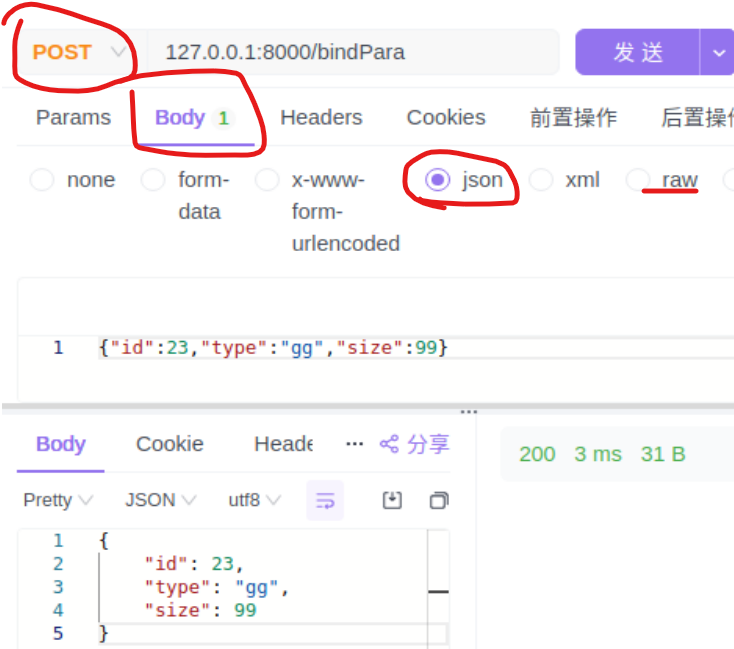 POST 127.0.0.1:8000/bindPara 发 送
Params Body 1 Headers Cookies 前置操作 后置操作
none form-data x-www-form-urlencoded json xml raw
1 {"id":23,"type":"gg","size":99}
Body Cookie Heade ... 分享 200 3 ms 31 B
Pretty JSON utf8
1 {
2 "id": 23,
3 "type": "gg",
4 "size": 99
5 }